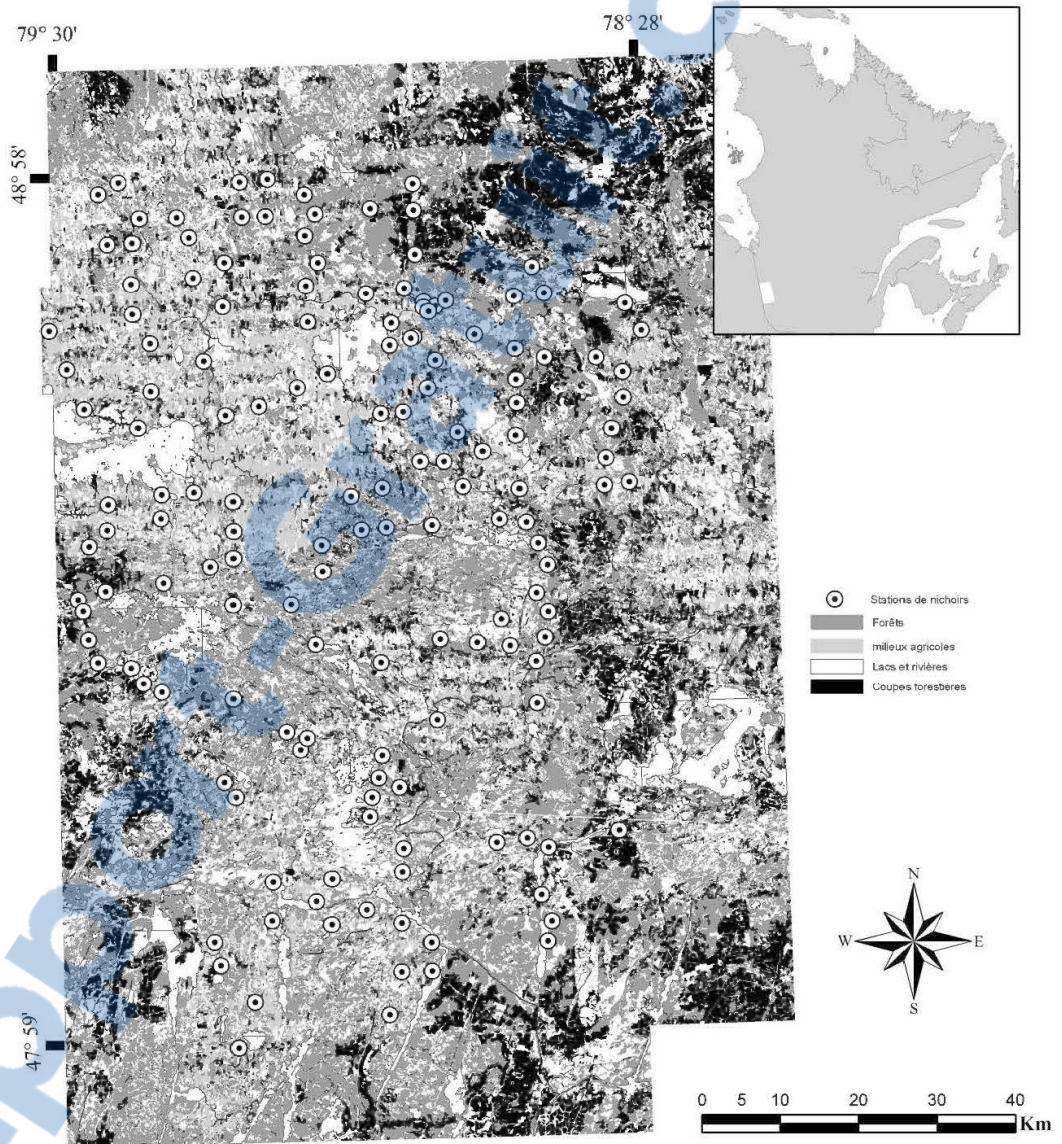 79° 30'
78° 28'
48° 58'
47° 59'
Stations de nichoirs
Forêts
milieux agricoles
Lacs et rivières
Coupes forestières
N
W
E
S
0 5 10 20 30 40
Km